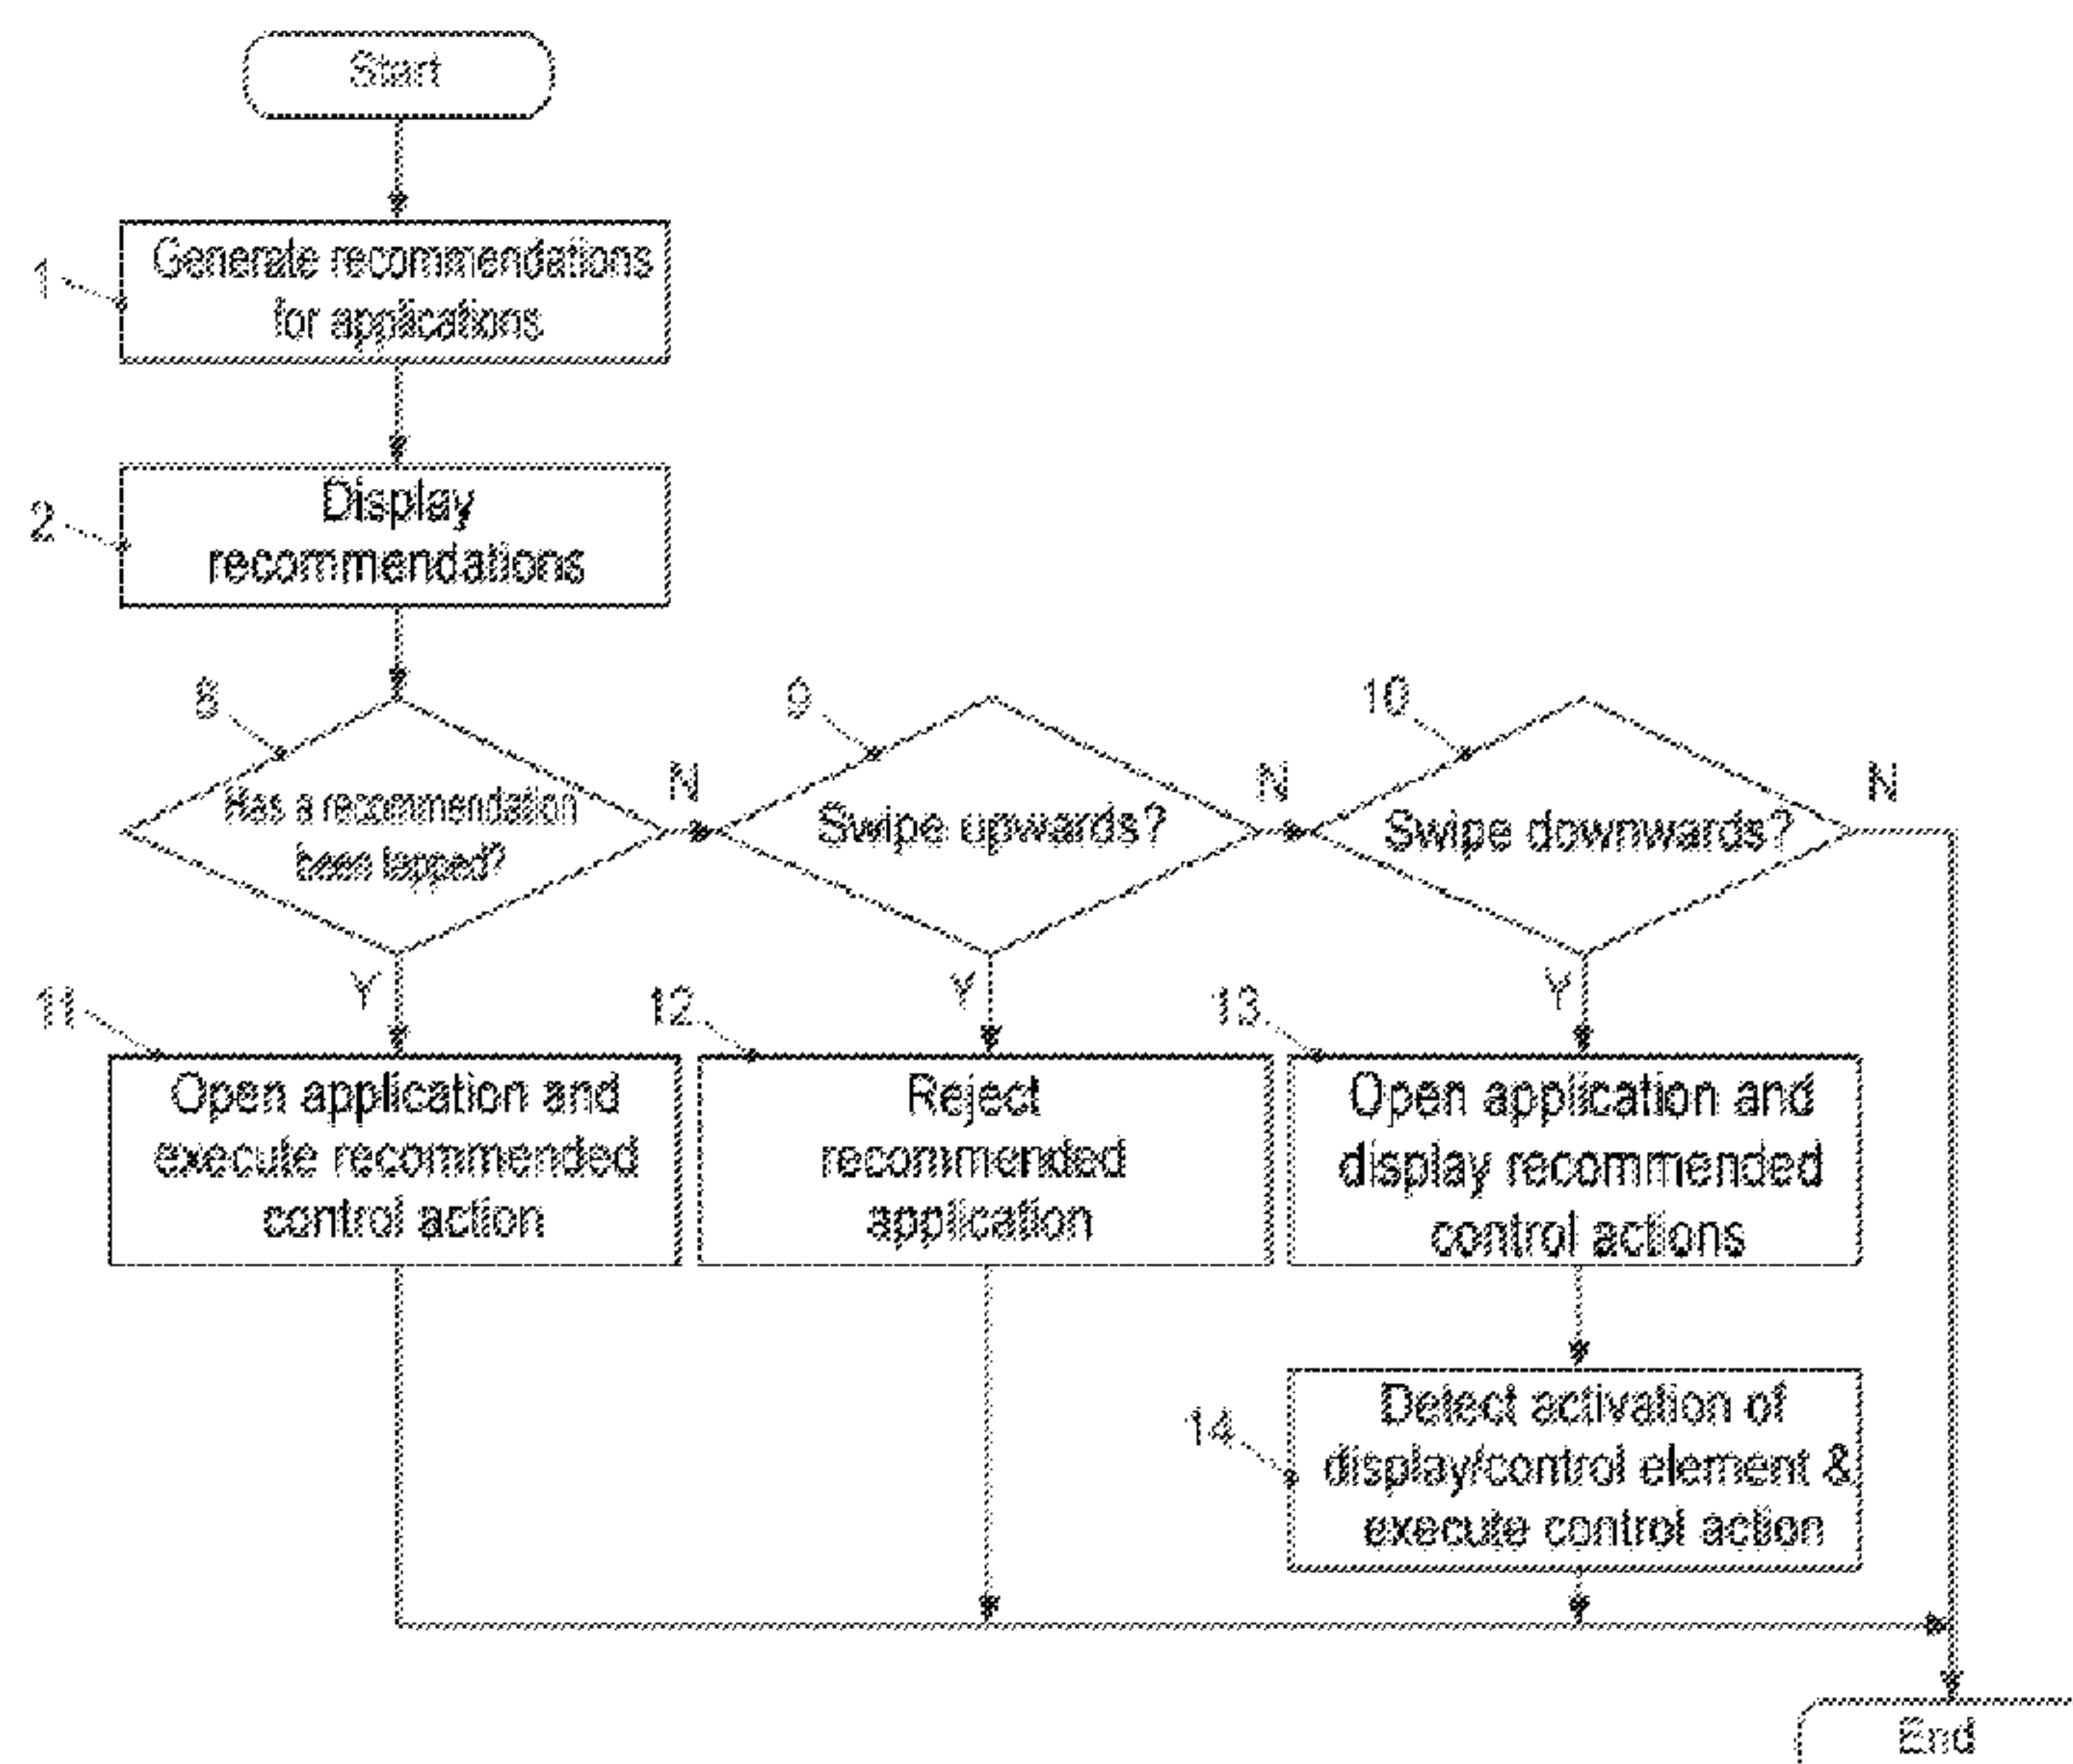 Start
1
Generate recommendations
for applications
2
Display
recommendations
8
Has a recommendation
been tapped?
N
9
Swipe upwards?
N
10
Swipe downwards?
N
Y
11
Open application and
execute recommended
control action
Y
12
Reject
recommended
application
Y
13
Open application and
display recommended
control actions
14
Detect activation of
display/control element &
execute control action
End